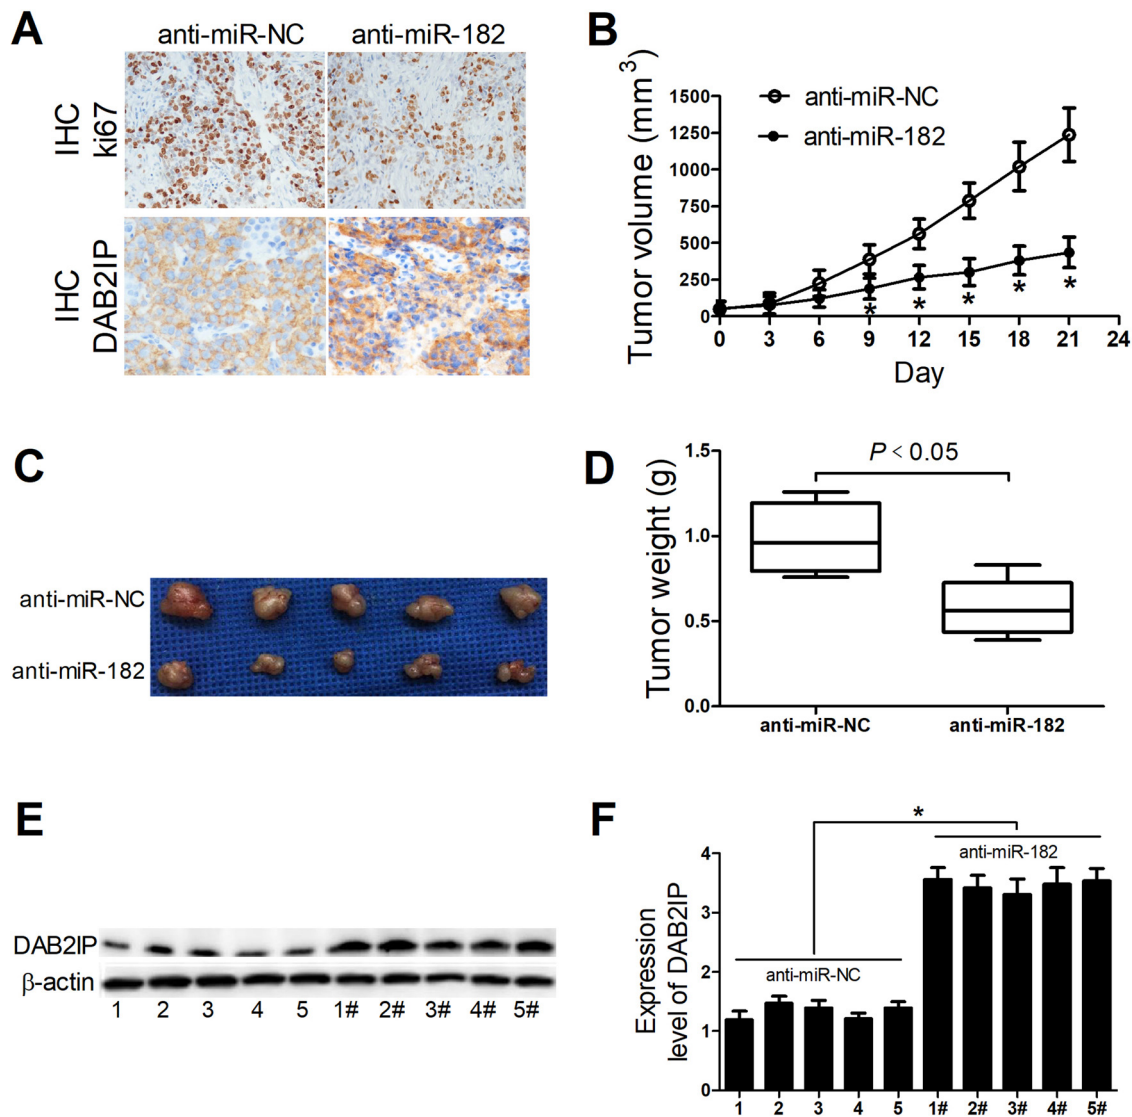 A
anti-miR-NC anti-miR-182
IHC
ki67
IHC
DAB2IP
B
Tumor volume (mm³)
1500
1250
1000
750
500
250
0
anti-miR-NC
anti-miR-182
* * * * *
0 3 6 9 12 15 18 21 24
Day
C
anti-miR-NC
anti-miR-182
D
Tumor weight (g)
1.5
1.0
0.5
0.0
P < 0.05
anti-miR-NC anti-miR-182
E
DAB2IP
β-actin
1 2 3 4 5 1# 2# 3# 4# 5#
F
Expression
level of DAB2IP
4
3
2
1
0
*
anti-miR-182
anti-miR-NC
1 2 3 4 5 1# 2# 3# 4# 5#